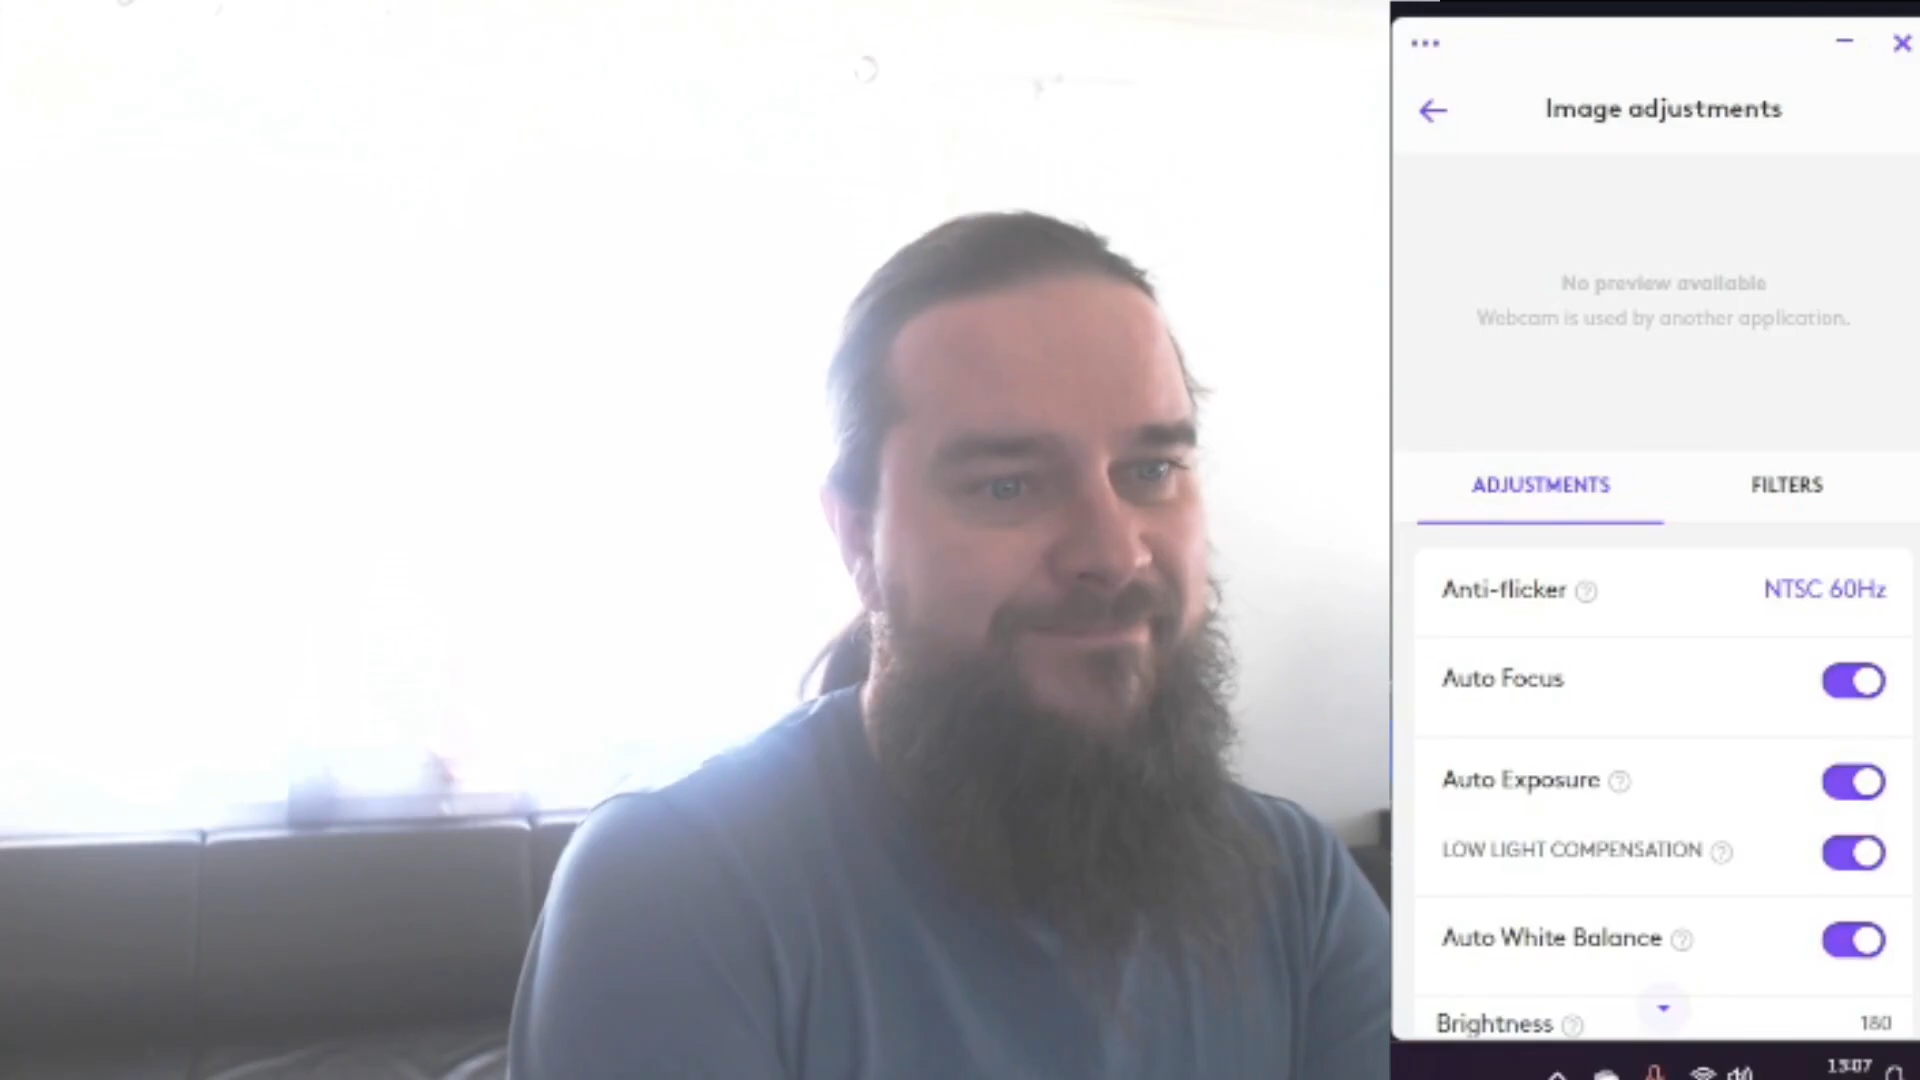 Image adjustments
No preview available
Webcam is used by another application.
ADJUSTMENTS
FILTERS
Anti-flicker
NTSC 60Hz
Auto Focus
Auto Exposure
LOW LIGHT COMPENSATION
Auto White Balance
Brightness
180
13:07